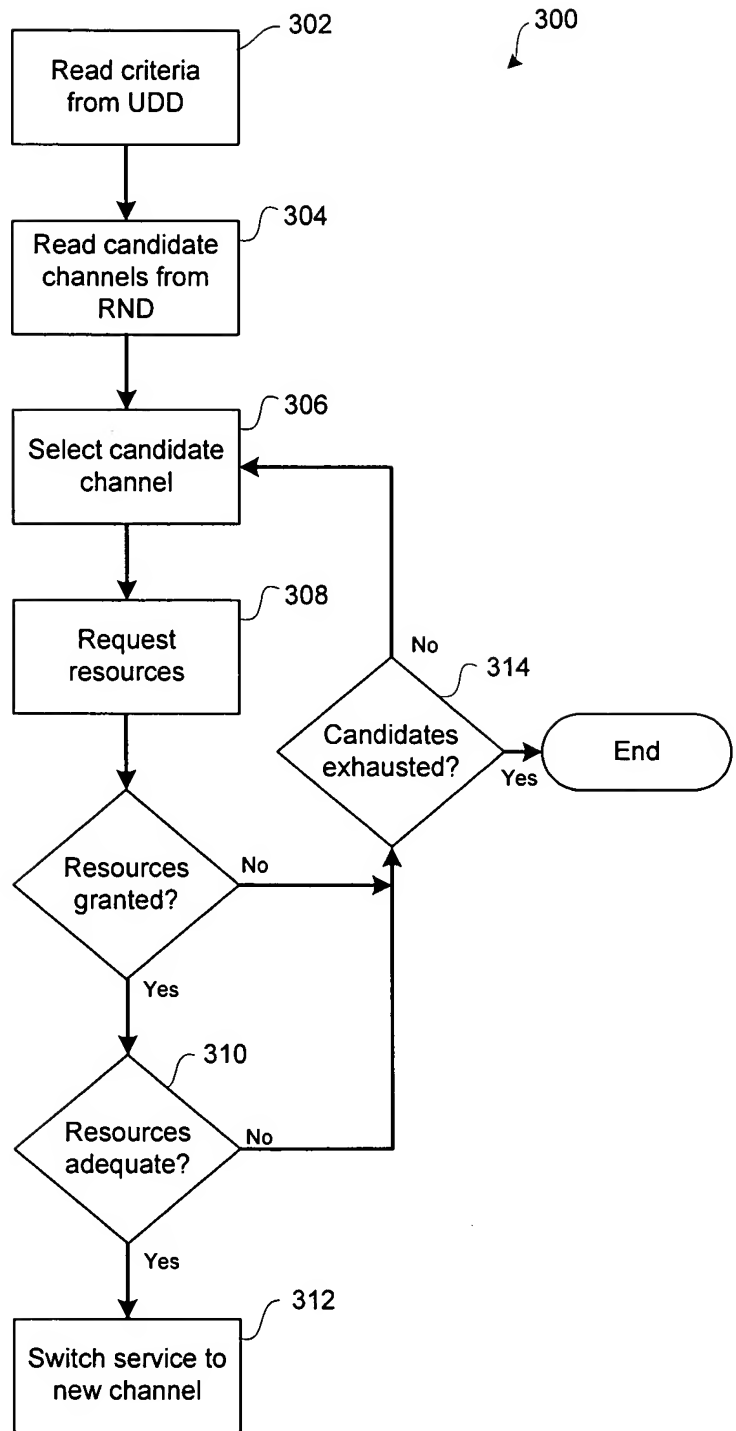 300
302
Read criteria
from UDD
304
Read candidate
channels from
RND
306
Select candidate
channel
308
Request
resources
No
314
Candidates
exhausted?
Yes
End
Resources
granted?
No
Yes
310
Resources
adequate?
No
Yes
312
Switch service to
new channel